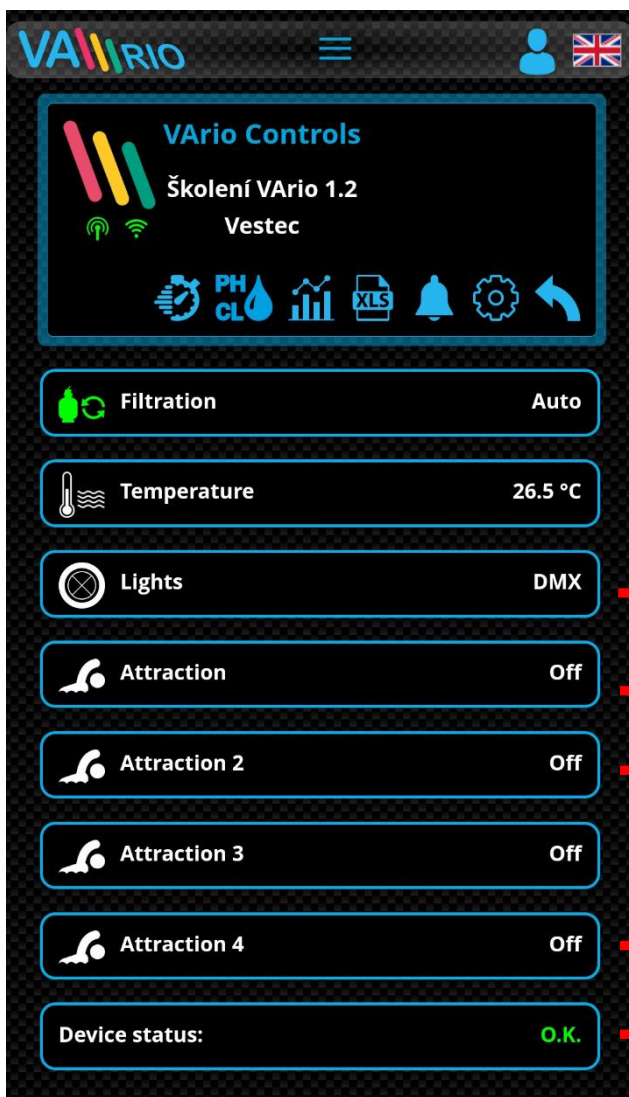 VARIO
VArio Controls
Školení VArio 1.2
Vestec
PH
CL
XLS
Filtration Auto
Temperature 26.5 °C
Lights DMX
Attraction Off
Attraction 2 Off
Attraction 3 Off
Attraction 4 Off
Device status: O.K.